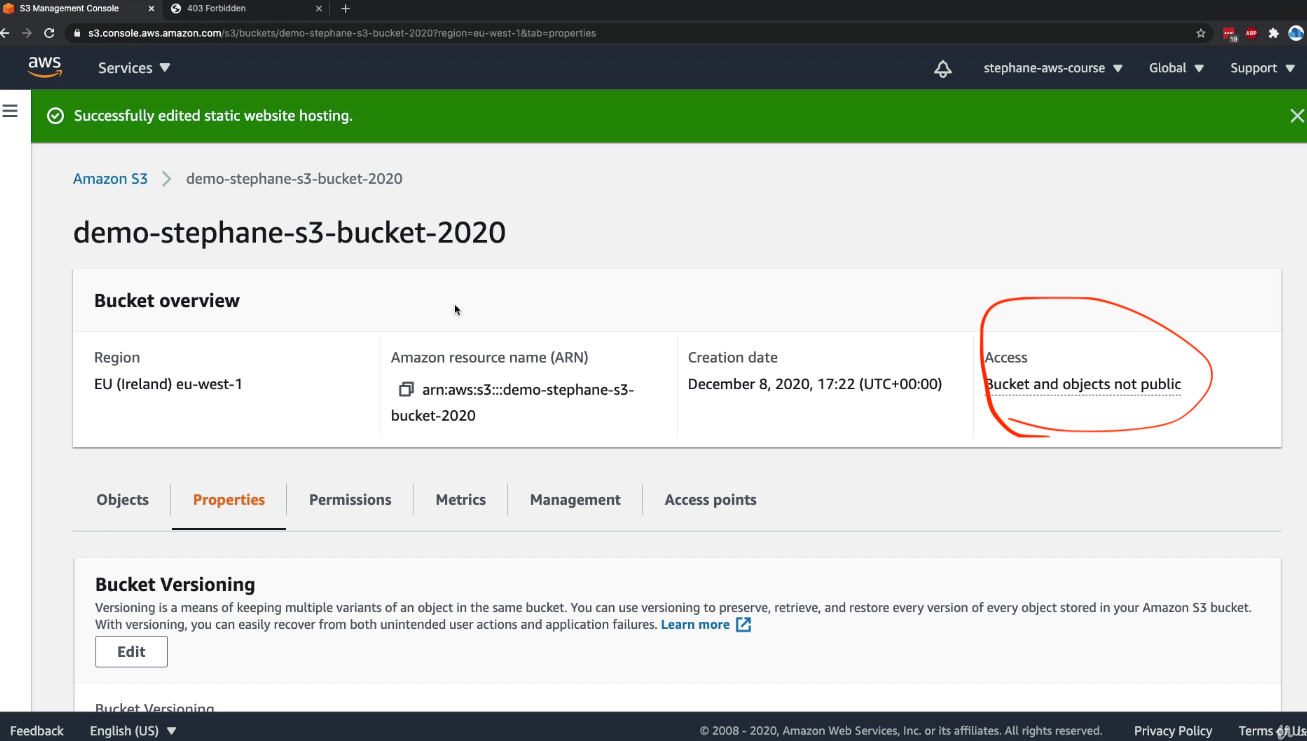 S3 Management Console
403 Forbidden
s3.console.aws.amazon.com/s3/buckets/demo-stephane-s3-bucket-2020?region=eu-west-1&tab=properties
19
ABP
aws
Services
stephane-aws-course
Global
Support
Successfully edited static website hosting.
Amazon S3
demo-stephane-s3-bucket-2020
demo-stephane-s3-bucket-2020
Bucket overview
Region
EU (Ireland) eu-west-1
Amazon resource name (ARN)
arn:aws:s3:::demo-stephane-s3-
bucket-2020
Creation date
December 8, 2020, 17:22 (UTC+00:00)
Access
Bucket and objects not public
Objects
Properties
Permissions
Metrics
Management
Access points
Bucket Versioning
Versioning is a means of keeping multiple variants of an object in the same bucket. You can use versioning to preserve, retrieve, and restore every version of every object stored in your Amazon S3 bucket.
With versioning, you can easily recover from both unintended user actions and application failures. Learn more
Edit
Bucket Versioning
Feedback
English (US)
© 2008 - 2020, Amazon Web Services, Inc. or its affiliates. All rights reserved.
Privacy Policy
Terms of Us